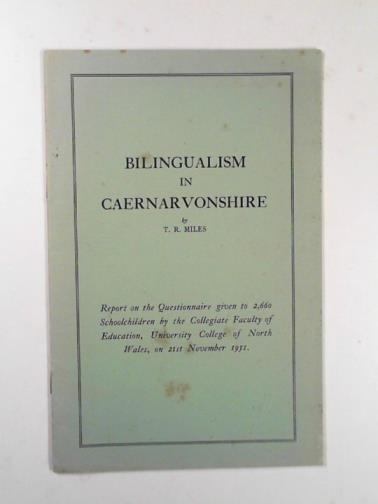 BILINGUALISM
IN
CAERNARVONSHIRE
by
T. R. MILES
Report on the Questionnaire given to 2,660
Schoolchildren by the Collegiate Faculty of
Education, University College of North
Wales, on 21st November 1951.